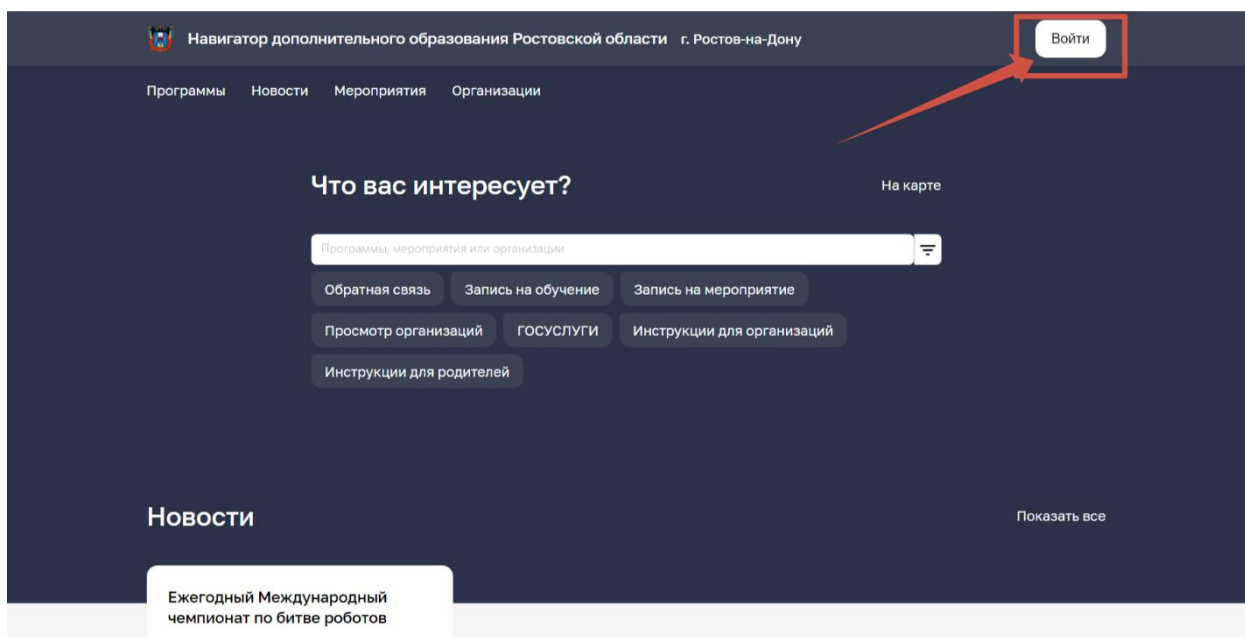 Навигатор дополнительного образования Ростовской области г. Ростов-на-Дону Войти
Программы Новости Мероприятия Организации
Что вас интересует? На карте
Программы, мероприятия или организации
Обратная связь Запись на обучение Запись на мероприятие
Просмотр организаций ГОСУСЛУГИ Инструкции для организаций
Инструкции для родителей
Новости Показать все
Ежегодный Международный
чемпионат по битве роботов